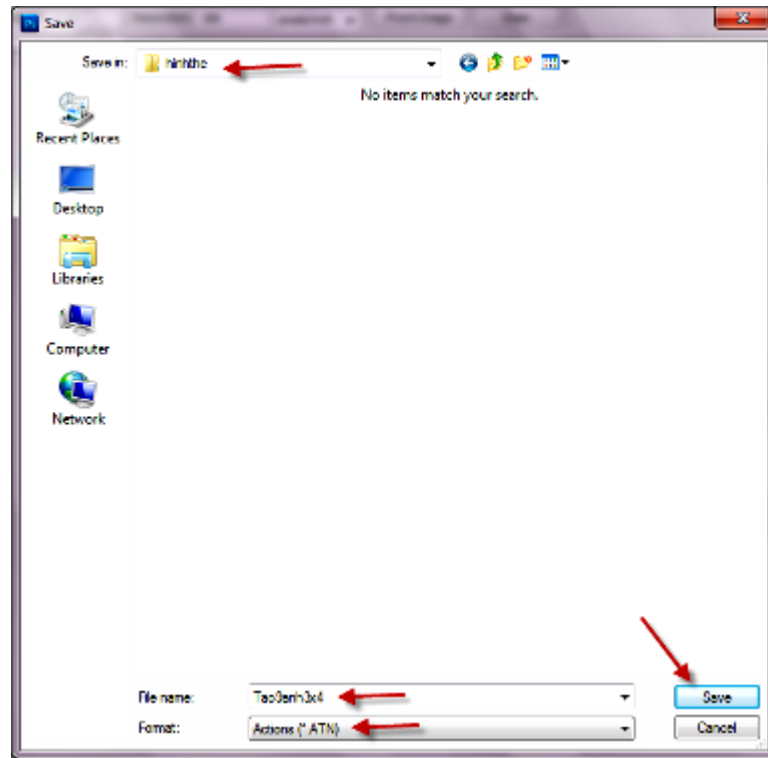 Save
Save in: hinhthe
No items match your search.
Recent Places
Desktop
Libraries
Computer
Network
File name: Tao9anh3x4
Save
Format: Actions (*.ATN)
Cancel